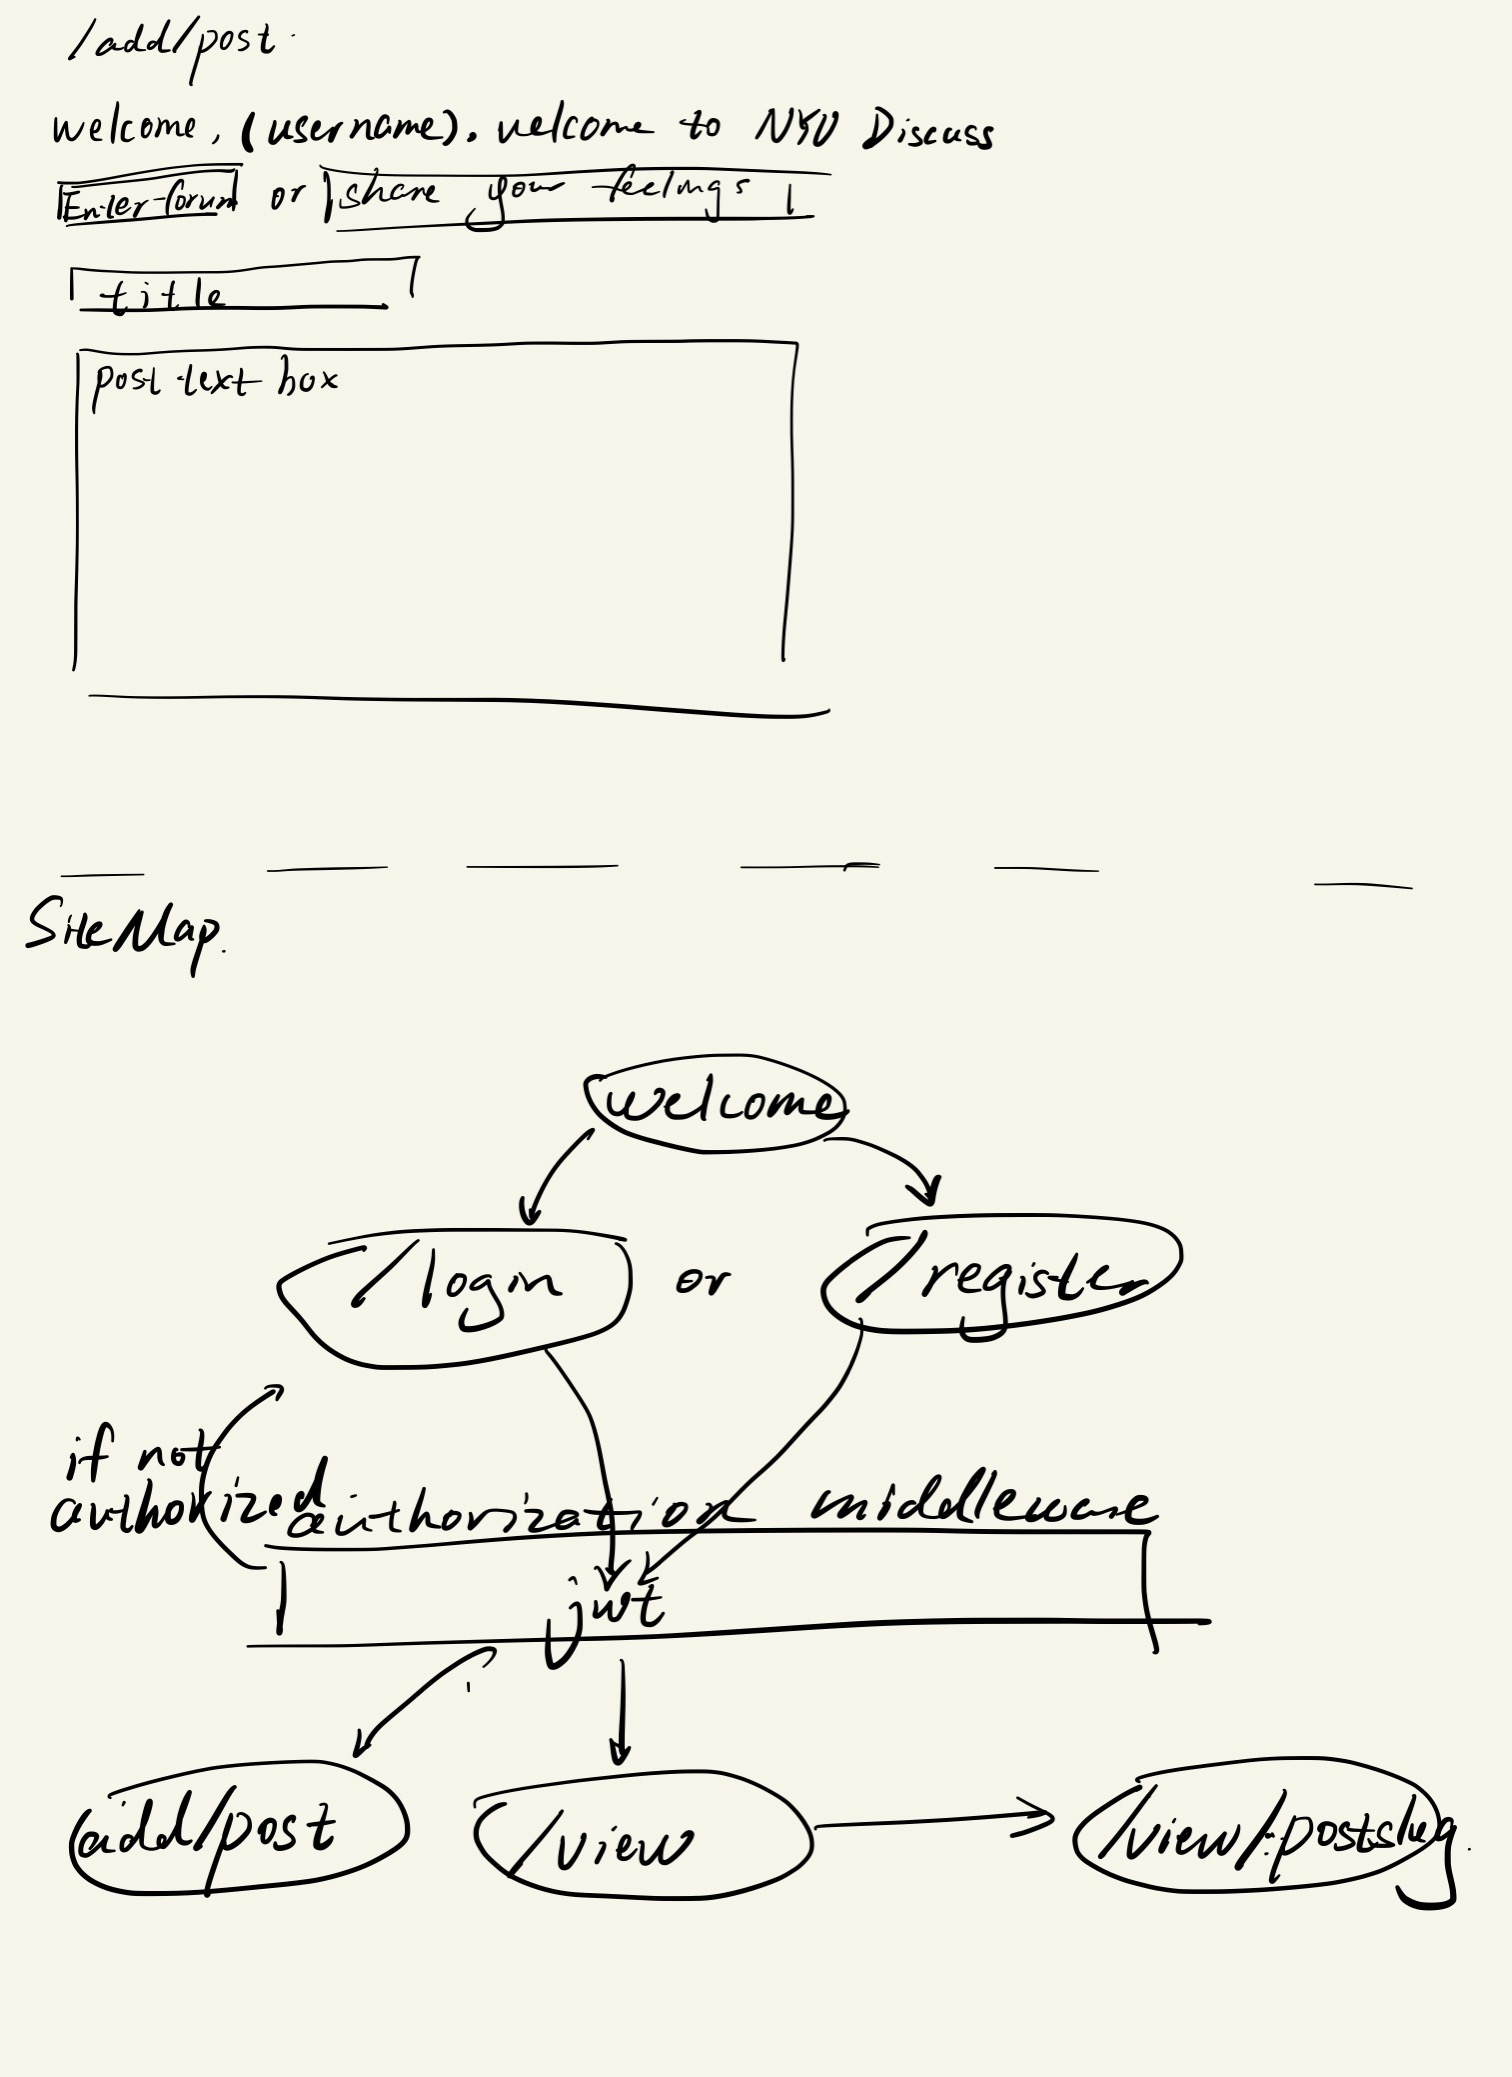 /add/post
welcome, (username). welcome to NYU Discuss
Enter forum or share your feelings
title
post text box
SiteMap.
welcome
/login or /register
if not
authorized
authorization middleware
jwt
add/post /view /view/:postslug